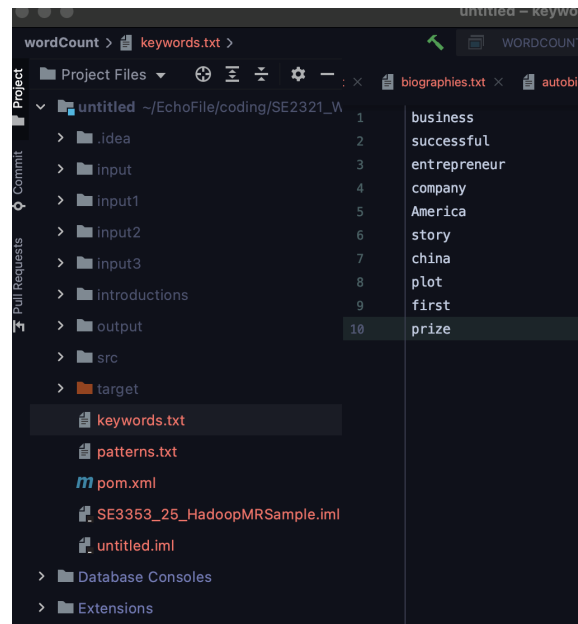 untitled – keywo
wordCount > keywords.txt >
WORDCOUNT
Project
Commit
Pull Requests
Project Files
biographies.txt ×
autobi
untitled ~/EchoFile/coding/SE2321_W
.idea
input
input1
input2
input3
introductions
output
src
target
keywords.txt
patterns.txt
m pom.xml
SE3353_25_HadoopMRSample.iml
untitled.iml
Database Consoles
Extensions
1 business
2 successful
3 entrepreneur
4 company
5 America
6 story
7 china
8 plot
9 first
10 prize